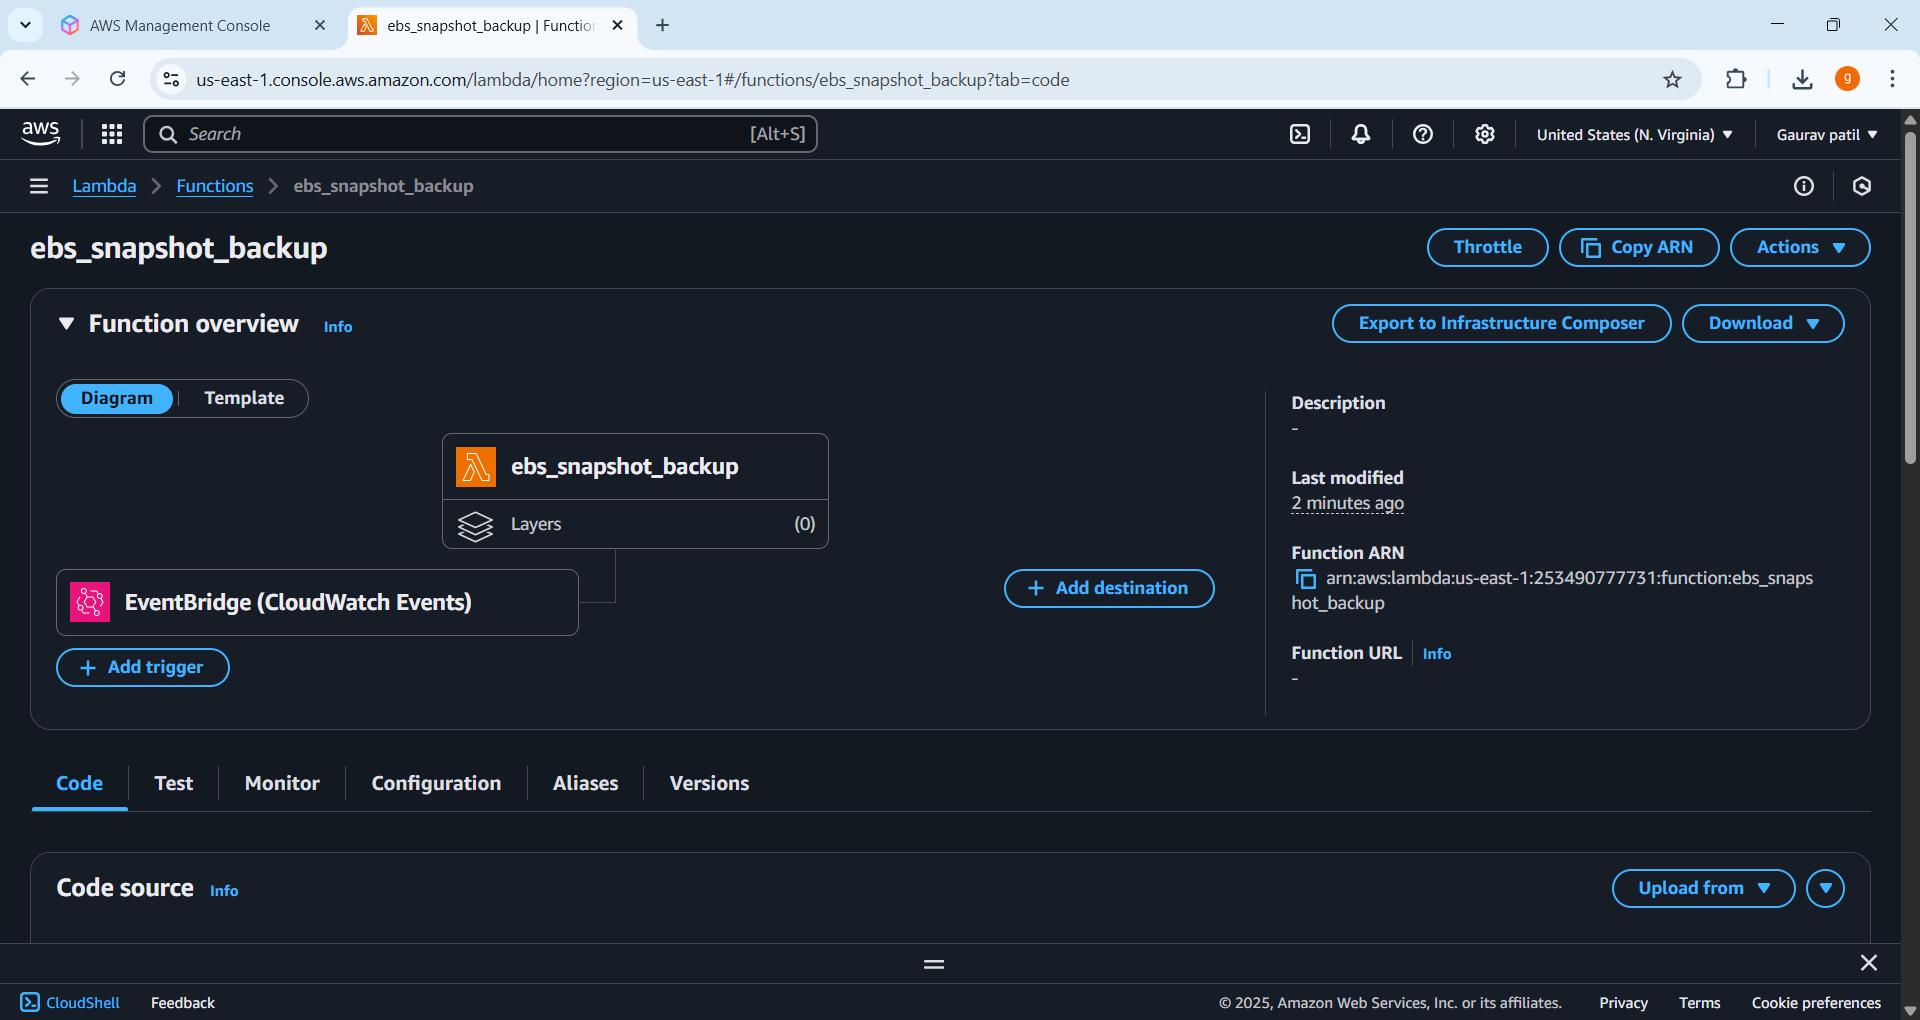 AWS Management Console
ebs_snapshot_backup | Function
us-east-1.console.aws.amazon.com/lambda/home?region=us-east-1#/functions/ebs_snapshot_backup?tab=code
g
aws
Search
[Alt+S]
United States (N. Virginia)
Gaurav patil
Lambda
Functions
ebs_snapshot_backup
ebs_snapshot_backup
Throttle
Copy ARN
Actions
Function overview
Info
Export to Infrastructure Composer
Download
Diagram
Template
ebs_snapshot_backup
Layers
(0)
EventBridge (CloudWatch Events)
+ Add trigger
+ Add destination
Description
-
Last modified
2 minutes ago
Function ARN
arn:aws:lambda:us-east-1:253490777731:function:ebs_snaps
hot_backup
Function URL
Info
-
Code
Test
Monitor
Configuration
Aliases
Versions
Code source
Info
Upload from
CloudShell
Feedback
© 2025, Amazon Web Services, Inc. or its affiliates.
Privacy
Terms
Cookie preferences